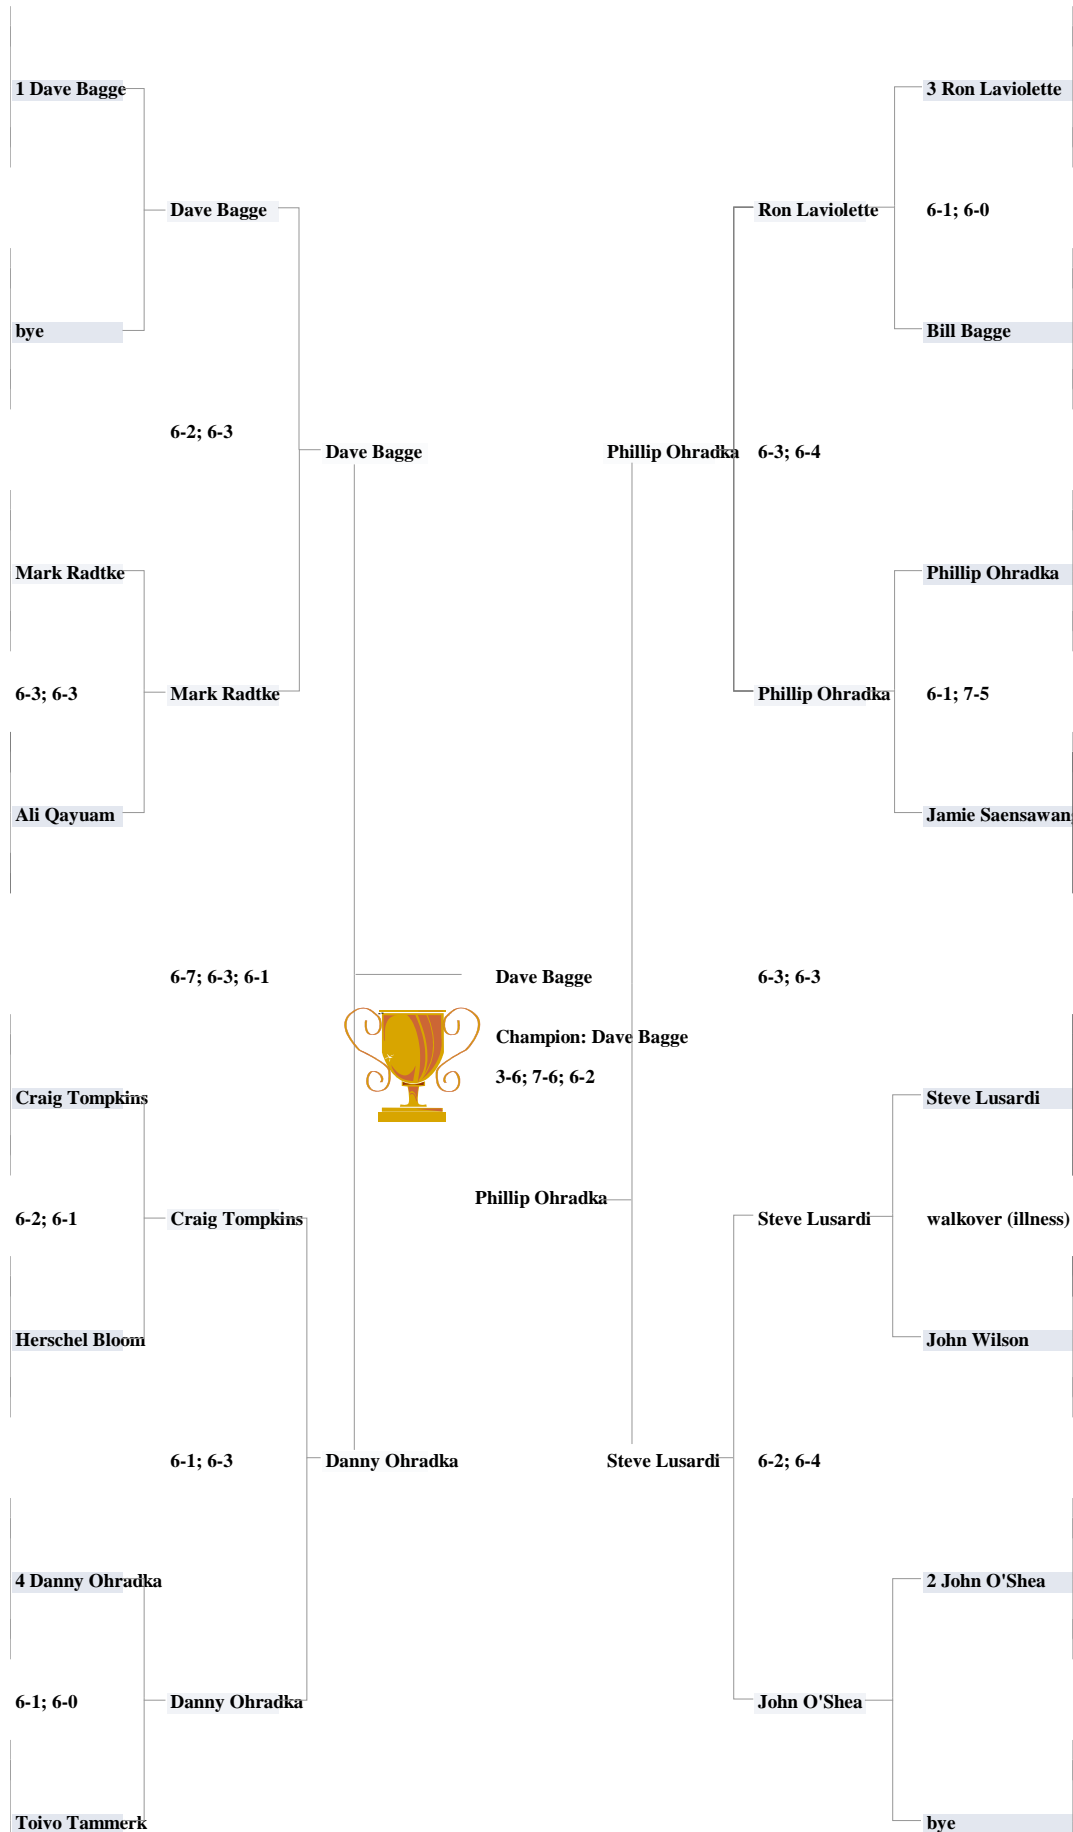 1 Dave Bagge
3 Ron Laviolette
Dave Bagge
Ron Laviolette
6-1; 6-0
bye
Bill Bagge
6-2; 6-3
Dave Bagge
Phillip Ohradka
6-3; 6-4
Mark Radtke
Phillip Ohradka
6-3; 6-3
Mark Radtke
Phillip Ohradka
6-1; 7-5
Ali Qayuam
Jamie Saensawan
6-7; 6-3; 6-1
Dave Bagge
6-3; 6-3
Champion: Dave Bagge
3-6; 7-6; 6-2
Craig Tompkins
Steve Lusardi
Phillip Ohradka
6-2; 6-1
Craig Tompkins
Steve Lusardi
walkover (illness)
Herschel Bloom
John Wilson
6-1; 6-3
Danny Ohradka
Steve Lusardi
6-2; 6-4
4 Danny Ohradka
2 John O'Shea
6-1; 6-0
Danny Ohradka
John O'Shea
Toivo Tammerk
bye